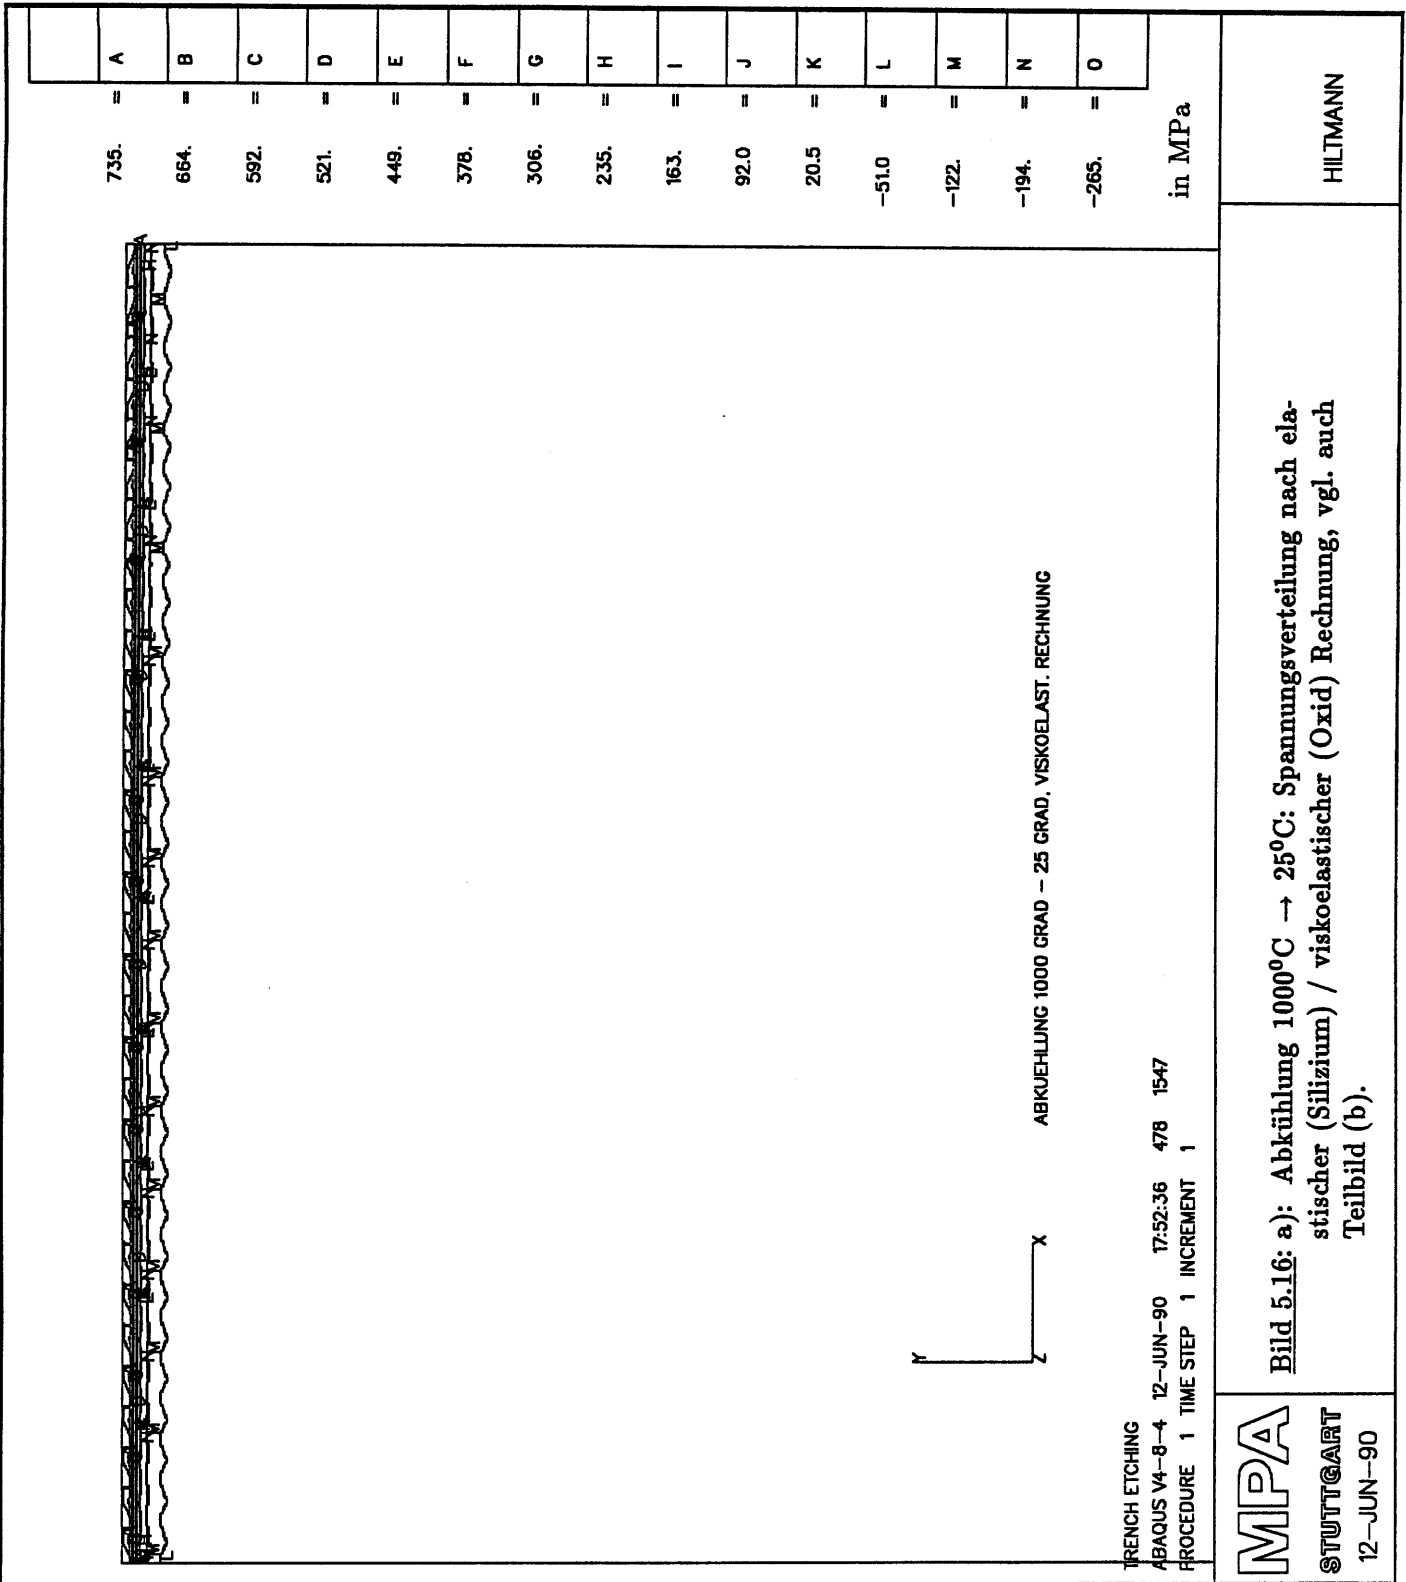 735. = A
664. = B
592. = C
521. = D
449. = E
378. = F
306. = G
235. = H
163. = I
92.0 = J
20.5 = K
−51.0 = L
−122. = M
−194. = N
−265. = O
in MPa
ABKUEHLUNG 1000 GRAD − 25 GRAD, VISKOELAST. RECHNUNG
Y
Z
X
TRENCH ETCHING
ABAQUS V4−8−4 12−JUN−90 17:52:36 478 1547
PROCEDURE 1 TIME STEP 1 INCREMENT 1
MPA
STUTTGART
12−JUN−90
Bild 5.16: a): Abkühlung 1000⁰C → 25⁰C: Spannungsverteilung nach ela-
stischer (Silizium) / viskoelastischer (Oxid) Rechnung, vgl. auch
Teilbild (b).
HILTMANN